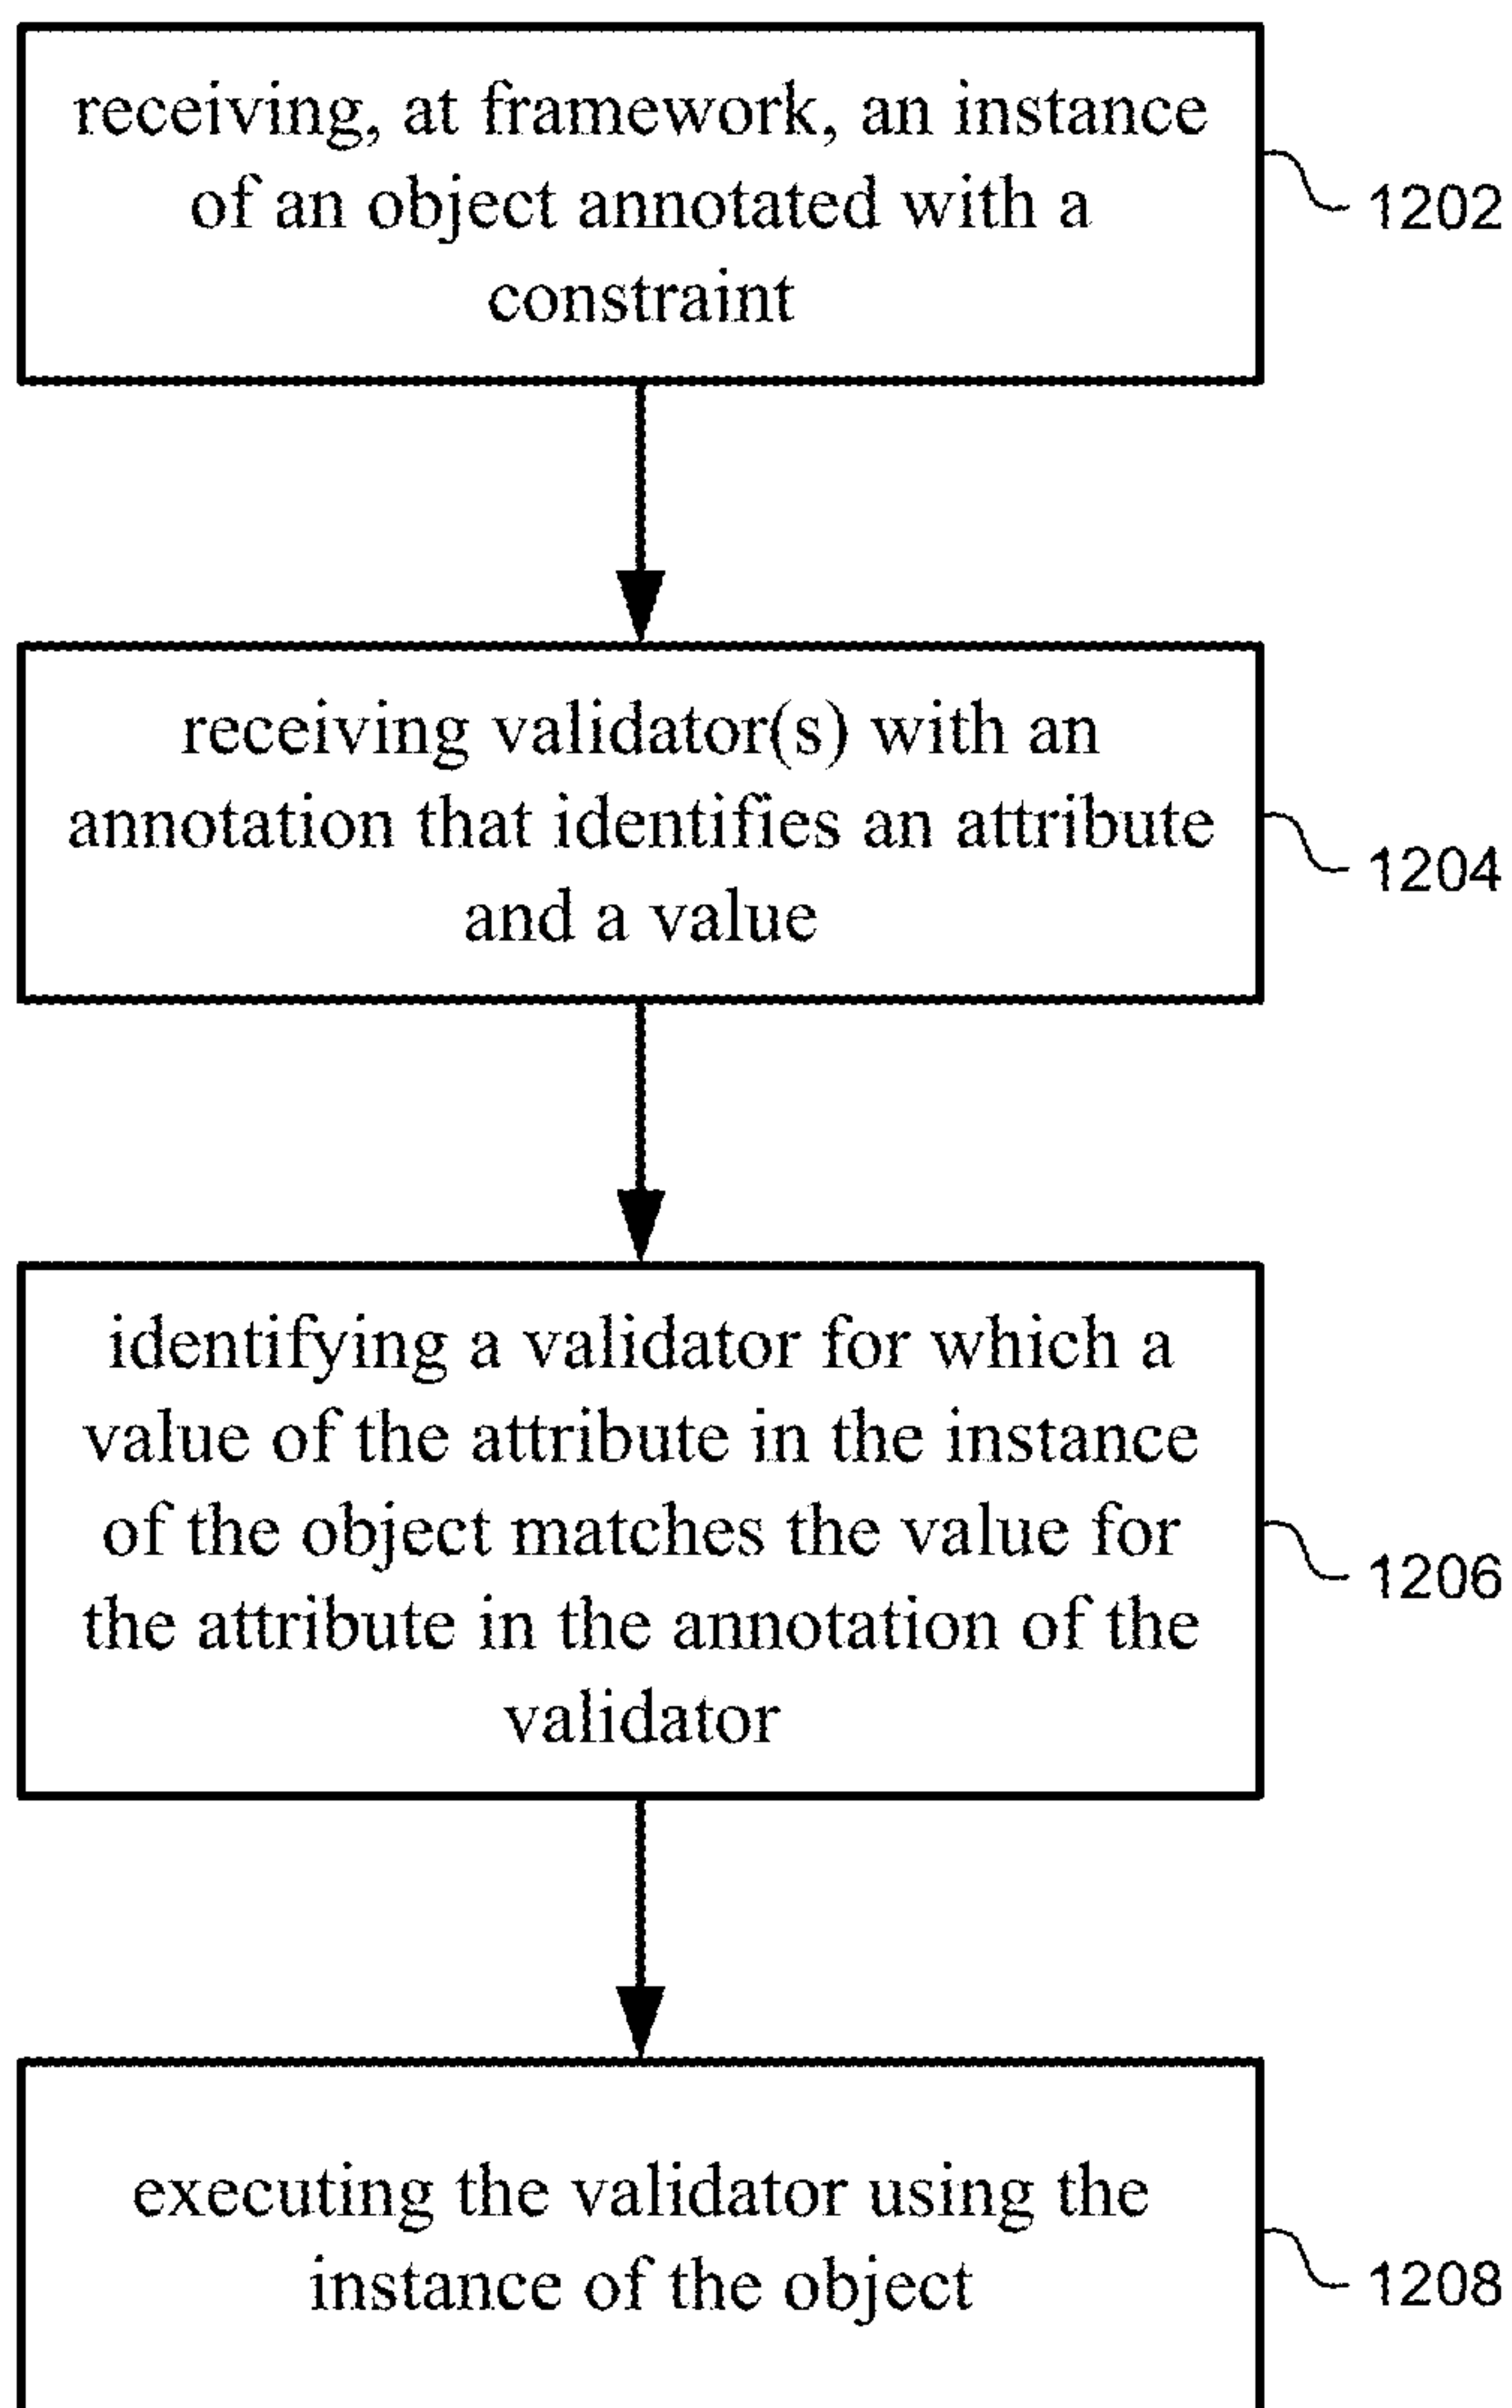 receiving, at framework, an instance
of an object annotated with a
constraint
1202
receiving validator(s) with an
annotation that identifies an attribute
and a value
1204
identifying a validator for which a
value of the attribute in the instance
of the object matches the value for
the attribute in the annotation of the
validator
1206
executing the validator using the
instance of the object
1208